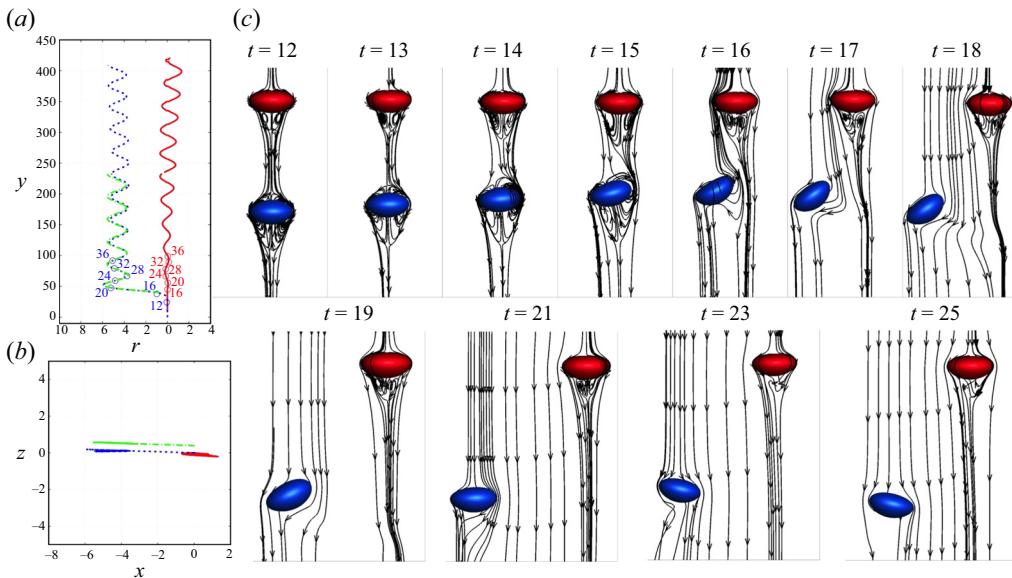 (a)
450
400
350
300
250
200
150
100
50
0
y
36
32
28
24
20
16
12
36
32
28
24
20
16
10 8 6 4 2 0 2 4
r
(b)
4
2
0
−2
−4
z
−8 −6 −4 −2 0 2
x
(c)
t = 12 t = 13 t = 14 t = 15 t = 16 t = 17 t = 18
t = 19 t = 21 t = 23 t = 25